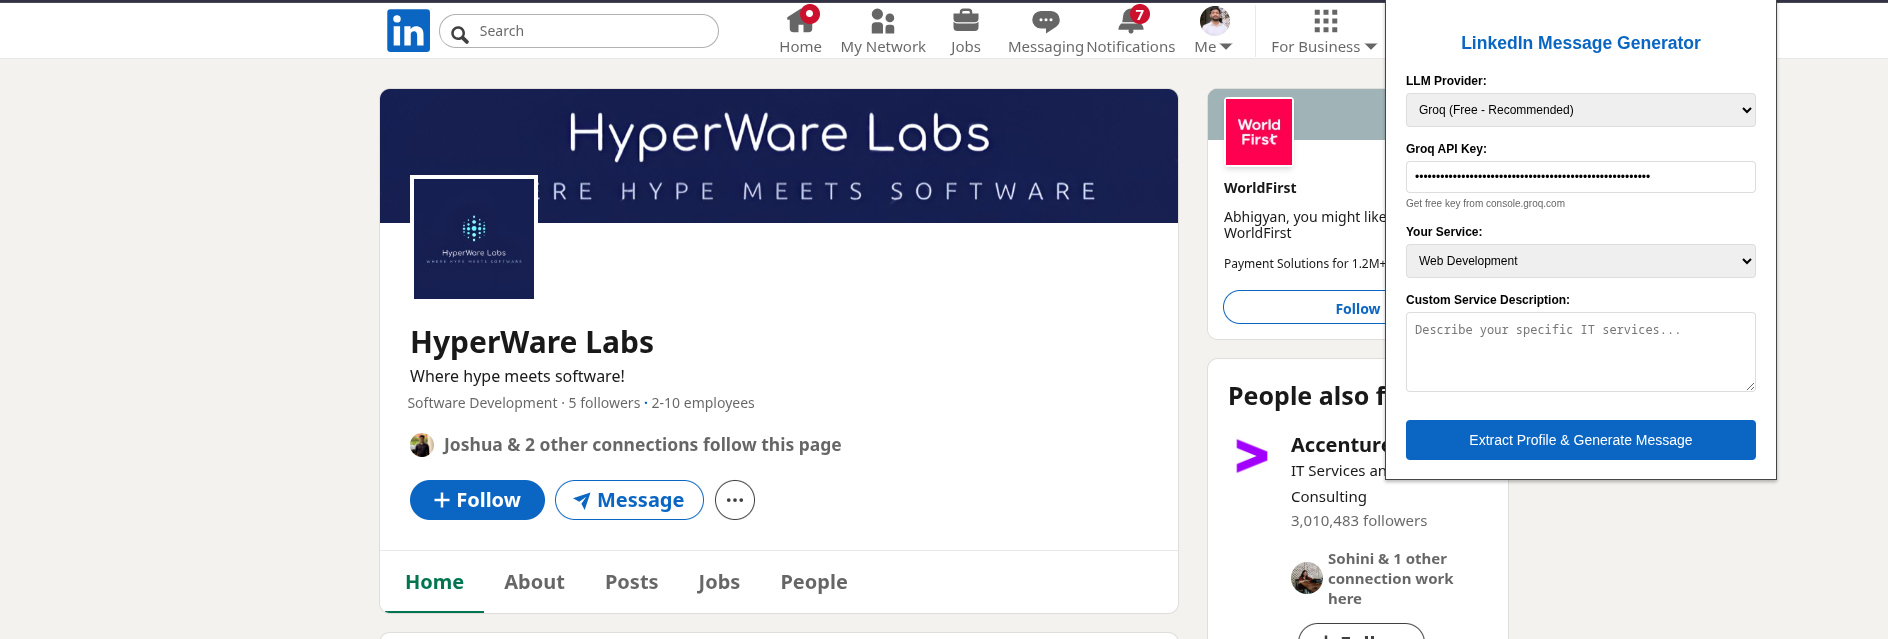 in
Search
Home
My Network
Jobs
Messaging
7
Notifications
Me
For Business
HyperWare Labs
RE HYPE MEETS SOFTWARE
HyperWare Labs
WHERE HYPE MEETS SOFTWARE
HyperWare Labs
Where hype meets software!
Software Development · 5 followers • 2-10 employees
Joshua & 2 other connections follow this page
+ Follow
Message
...
Home
About
Posts
Jobs
People
World
First
WorldFirst
Abhigyan, you might like
WorldFirst
Payment Solutions for 1.2M+
Follow
People also f
Accenture
IT Services an
Consulting
3,010,483 followers
Sohini & 1 other
connection work
here
LinkedIn Message Generator
LLM Provider:
Groq (Free - Recommended)
Groq API Key:
Get free key from console.groq.com
Your Service:
Web Development
Custom Service Description:
Describe your specific IT services...
Extract Profile & Generate Message